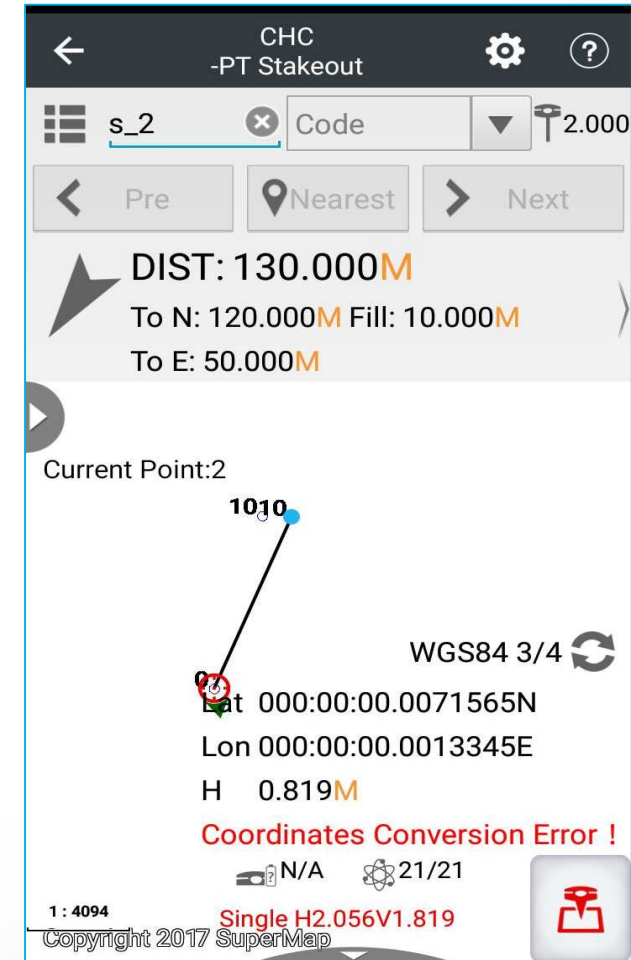 CHC
-PT Stakeout
?
s_2
Code
2.000
Pre
Nearest
Next
DIST: 130.000M
To N: 120.000M Fill: 10.000M
To E: 50.000M
Current Point:2
1010
WGS84 3/4
0
Lat 000:00:00.0071565N
Lon 000:00:00.0013345E
H 0.819M
Coordinates Conversion Error !
? N/A 21/21
1 : 4094
Single H2.056V1.819
Copyright 2017 SuperMap